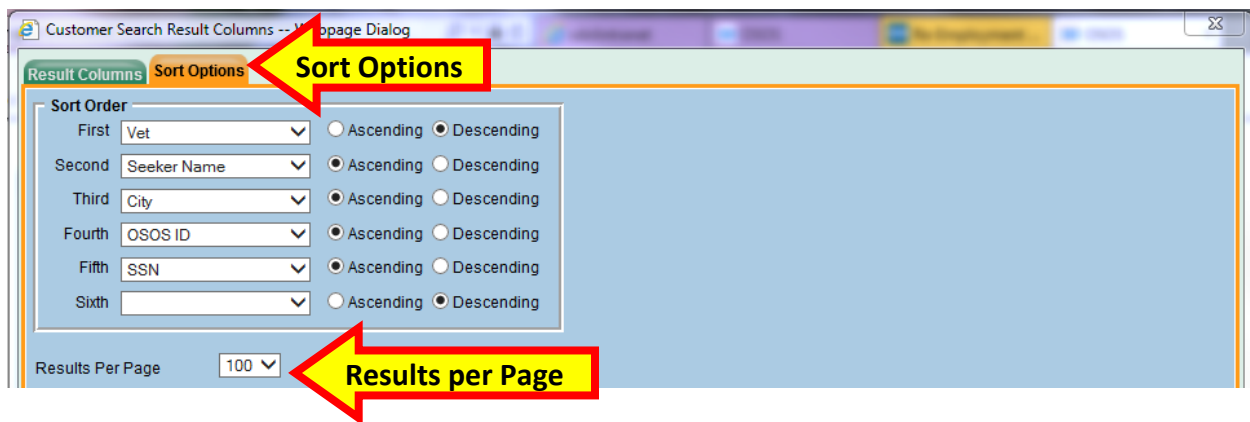 Customer Search Result Columns -- Webpage Dialog
Result Columns Sort Options Sort Options
Sort Order
First Vet Ascending Descending
Second Seeker Name Ascending Descending
Third City Ascending Descending
Fourth OSOS ID Ascending Descending
Fifth SSN Ascending Descending
Sixth Ascending Descending
Results Per Page 100 Results per Page